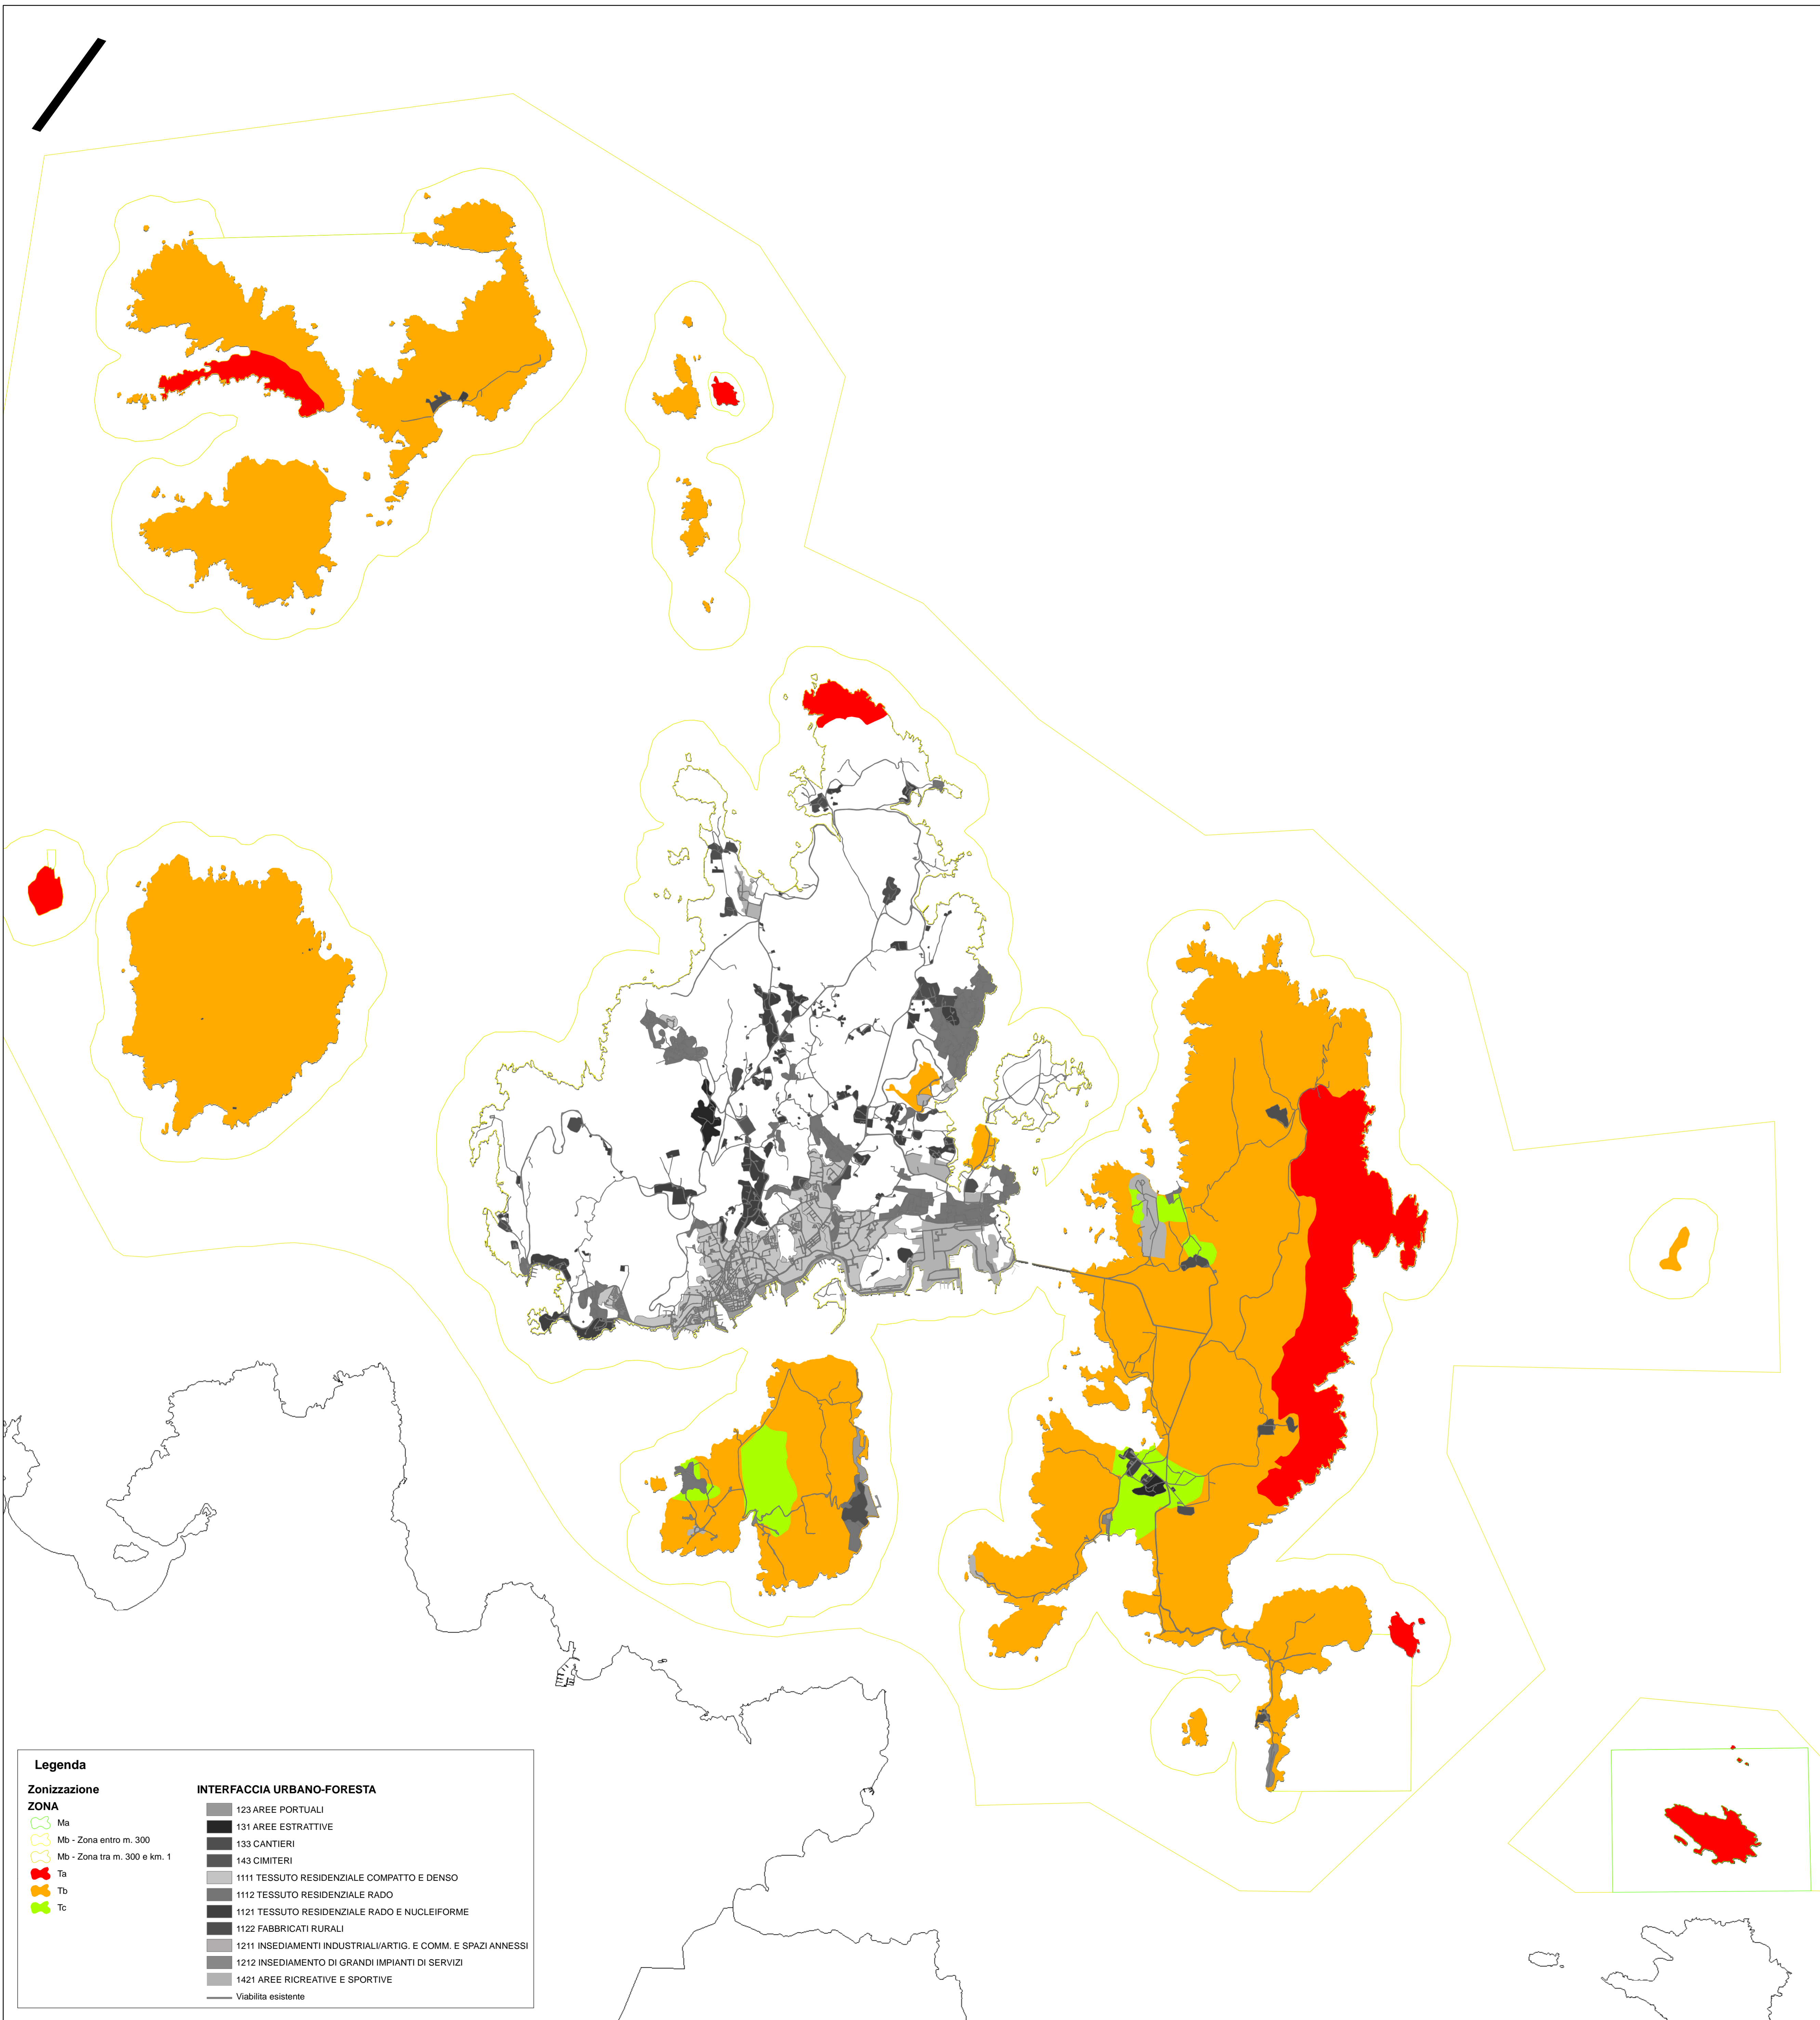 Legenda
Zonizzazione
ZONA
Ma
Mb - Zona entro m. 300
Mb - Zona tra m. 300 e km. 1
Ta
Tb
Tc
INTERFACCIA URBANO-FORESTA
123 AREE PORTUALI
131 AREE ESTRATTIVE
133 CANTIERI
143 CIMITERI
1111 TESSUTO RESIDENZIALE COMPATTO E DENSO
1112 TESSUTO RESIDENZIALE RADO
1121 TESSUTO RESIDENZIALE RADO E NUCLEIFORME
1122 FABBRICATI RURALI
1211 INSEDIAMENTI INDUSTRIALI/ARTIG. E COMM. E SPAZI ANNESSI
1212 INSEDIAMENTO DI GRANDI IMPIANTI DI SERVIZI
1421 AREE RICREATIVE E SPORTIVE
Viabilita esistente